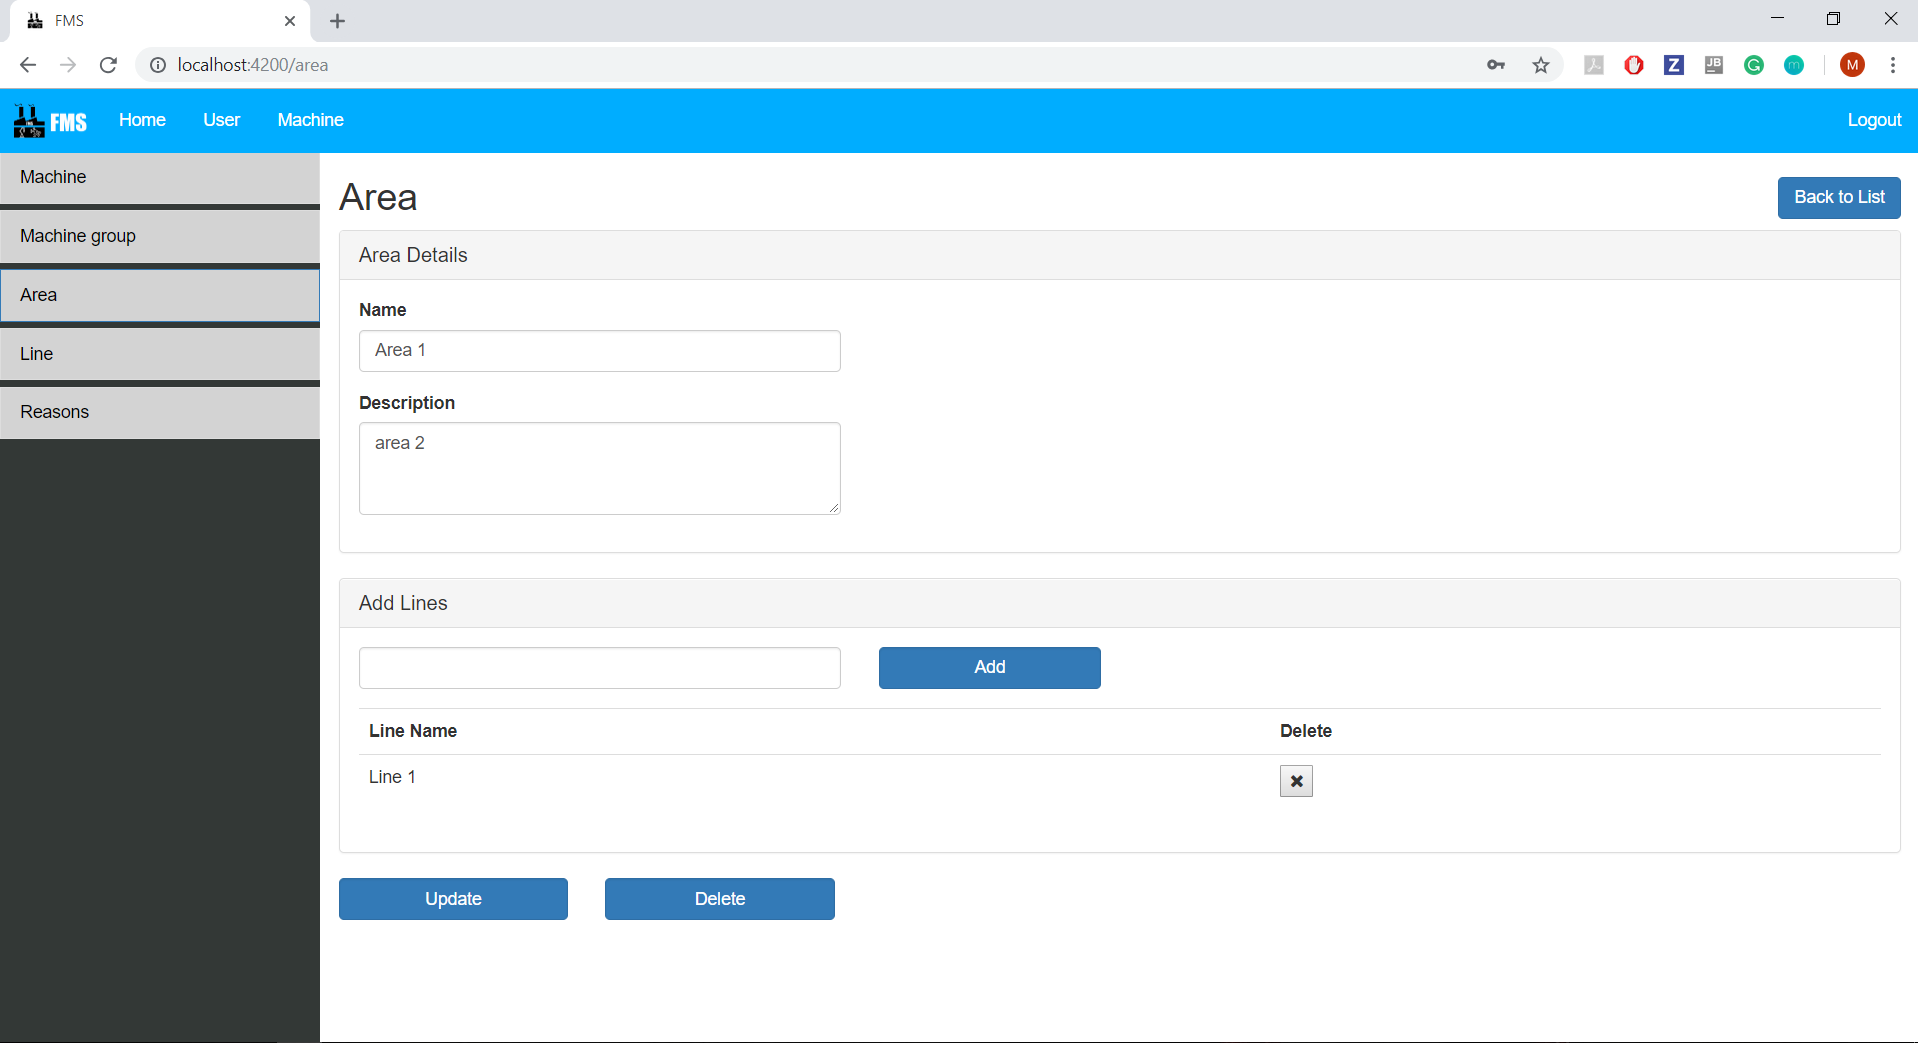 FMS
localhost:4200/area
Z
JB
G
m
M
FMS
Home
User
Machine
Logout
Machine
Machine group
Area
Line
Reasons
Area
Back to List
Area Details
Name
Area 1
Description
area 2
Add Lines
Add
Line Name
Delete
Line 1
Update
Delete